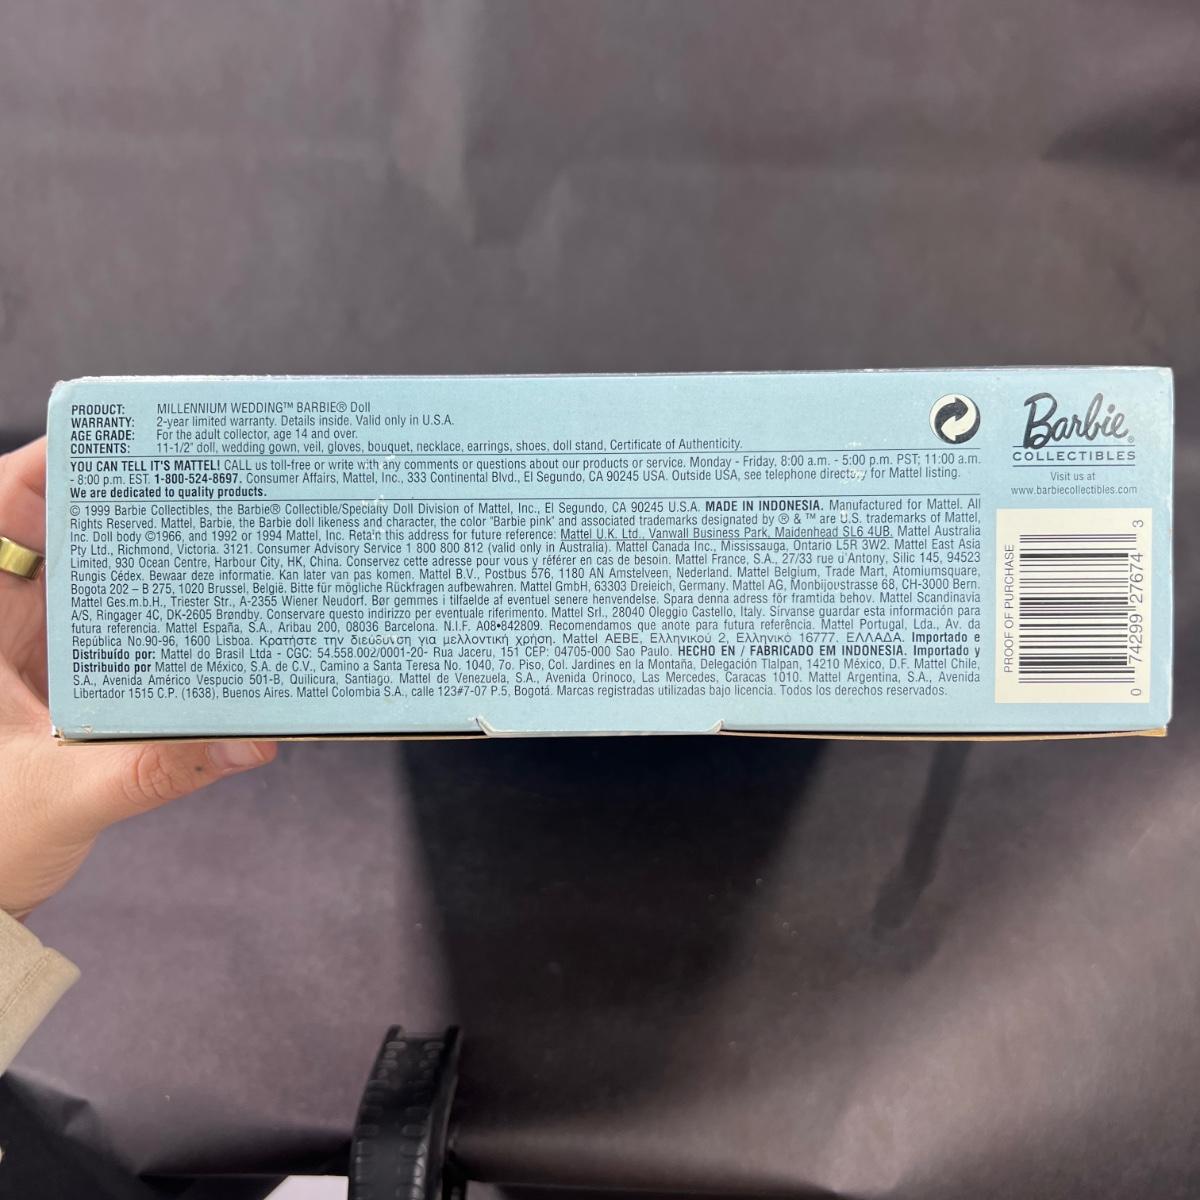 PRODUCT: MILLENNIUM WEDDING™ BARBIE® Doll
WARRANTY: 2-year limited warranty. Details inside. Valid only in U.S.A.
AGE GRADE: For the adult collector, age 14 and over.
CONTENTS: 11-1/2" doll, wedding gown, veil, gloves, bouquet, necklace, earrings, shoes, doll stand, Certificate of Authenticity.
YOU CAN TELL IT'S MATTEL! CALL us toll-free or write with any comments or questions about our products or service. Monday - Friday, 8:00 a.m. - 5:00 p.m. PST; 11:00 a.m.
- 8:00 p.m. EST. 1-800-524-8697. Consumer Affairs, Mattel, Inc., 333 Continental Blvd., El Segundo, CA 90245 USA. Outside USA, see telephone directory for Mattel listing.
We are dedicated to quality products.
© 1999 Barbie Collectibles, the Barbie® Collectible/Specialty Doll Division of Mattel, Inc., El Segundo, CA 90245 U.S.A. MADE IN INDONESIA. Manufactured for Mattel. All
Rights Reserved. Mattel, Barbie, the Barbie doll likeness and character, the color "Barbie pink" and associated trademarks designated by ® & ™ are U.S. trademarks of Mattel,
Inc. Doll body ©1966, and 1992 or 1994 Mattel, Inc. Retain this address for future reference: Mattel U.K. Ltd., Vanwall Business Park, Maidenhead SL6 4UB. Mattel Australia
Pty Ltd., Richmond, Victoria. 3121. Consumer Advisory Service 1 800 800 812 (valid only in Australia). Mattel Canada Inc., Mississauga, Ontario L5R 3W2. Mattel East Asia
Limited, 930 Ocean Centre, Harbour City, HK, China. Conservez cette adresse pour vous y référer en cas de besoin. Mattel France, S.A., 27/33 rue d'Antony, Silic 145, 94523
Rungis Cédex. Bewaar deze informatie. Kan later van pas komen. Mattel B.V., Postbus 576, 1180 AN Amstelveen, Nederland. Mattel Belgium, Trade Mart, Atomiumsquare,
Bogota 202 – B 275, 1020 Brussel, België. Bitte für mögliche Rückfragen aufbewahren. Mattel GmbH, 63303 Dreieich, Germany. Mattel AG, Monbijoustrasse 68, CH-3000 Bern.
Mattel Ges.m.b.H., Triester Str., A-2355 Wiener Neudorf. Bør gemmes i tilfælde af eventuel senere henvendelse. Spara denna adress för framtida behov. Mattel Scandinavia
A/S, Ringager 4C, DK-2605 Brøndby. Conservare questo indirizzo per eventuale riferimento. Mattel Srl., 28040 Oleggio Castello, Italy. Sírvanse guardar esta información para
futura referencia. Mattel España, S.A., Aribau 200, 08036 Barcelona. N.I.F. A08•842809. Recomendamos que anote para futura referência. Mattel Portugal, Lda., Av. da
República No 90-96, 1600 Lisboa. Κρατήστε την διεύθυνση για μελλοντική χρήση. Mattel AEBE, Ελληνικού 2, Ελληνικό 16777. ΕΛΛΑΔΑ. Importado e
Distribuído por: Mattel do Brasil Ltda - CGC: 54.558.002/0001-20- Rua Jaceru, 151 CEP: 04705-000 Sao Paulo. HECHO EN / FABRICADO EM INDONESIA. Importado y
Distribuido por Mattel de México, S.A. de C.V., Camino a Santa Teresa No. 1040, 7o. Piso, Col. Jardines en la Montaña, Delegación Tlalpan, 14210 México, D.F. Mattel Chile,
S.A., Avenida Américo Vespucio 501-B, Quilicura, Santiago. Mattel de Venezuela, S.A., Avenida Orinoco, Las Mercedes, Caracas 1010. Mattel Argentina, S.A., Avenida
Libertador 1515 C.P. (1638), Buenos Aires. Mattel Colombia S.A., calle 123#7-07 P.5, Bogotá. Marcas registradas utilizadas bajo licencia. Todos los derechos reservados.
Barbie®
COLLECTIBLES
Visit us at
www.barbiecollectibles.com
PROOF OF PURCHASE
0 74299 27674 3